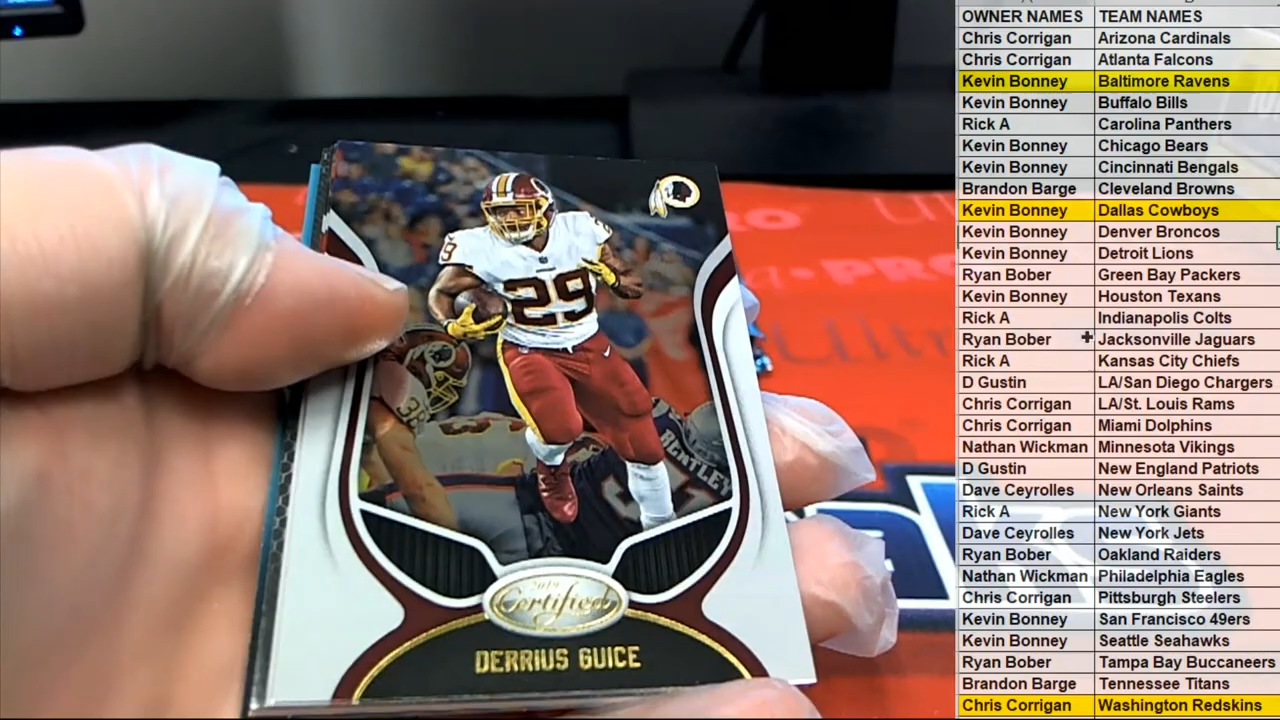 OWNER NAMES TEAM NAMES
Chris Corrigan Arizona Cardinals
Chris Corrigan Atlanta Falcons
Kevin Bonney Baltimore Ravens
Kevin Bonney Buffalo Bills
Rick A Carolina Panthers
Kevin Bonney Chicago Bears
Kevin Bonney Cincinnati Bengals
Brandon Barge Cleveland Browns
Kevin Bonney Dallas Cowboys
Kevin Bonney Denver Broncos
Kevin Bonney Detroit Lions
Ryan Bober Green Bay Packers
Kevin Bonney Houston Texans
Rick A Indianapolis Colts
Ryan Bober Jacksonville Jaguars
Rick A Kansas City Chiefs
D Gustin LA/San Diego Chargers
Chris Corrigan LA/St. Louis Rams
Chris Corrigan Miami Dolphins
Nathan Wickman Minnesota Vikings
D Gustin New England Patriots
Dave Ceyrolles New Orleans Saints
Rick A New York Giants
Dave Ceyrolles New York Jets
Ryan Bober Oakland Raiders
Nathan Wickman Philadelphia Eagles
Chris Corrigan Pittsburgh Steelers
Kevin Bonney San Francisco 49ers
Kevin Bonney Seattle Seahawks
Ryan Bober Tampa Bay Buccaneers
Brandon Barge Tennessee Titans
Chris Corrigan Washington Redskins
29
29
2019
Certified
DERRIUS GUICE